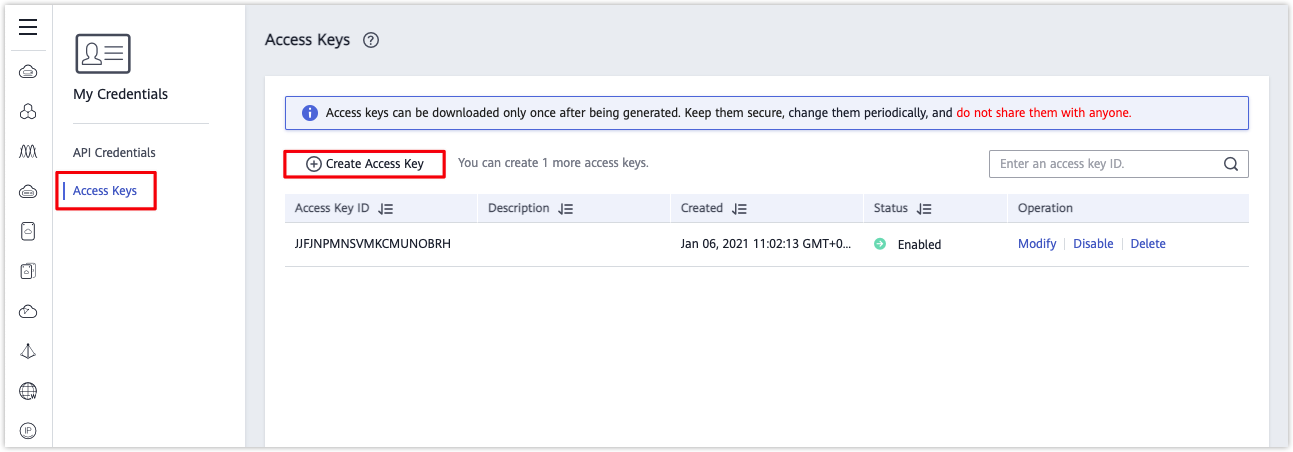 Access Keys
My Credentials
API Credentials
Access Keys
Access keys can be downloaded only once after being generated. Keep them secure, change them periodically, and do not share them with anyone.
Create Access Key You can create 1 more access keys. Enter an access key ID.
Access Key ID Description Created Status Operation
JJFJNPMNSVMKCMUNOBRH Jan 06, 2021 11:02:13 GMT+0... Enabled Modify Disable Delete
W
IP